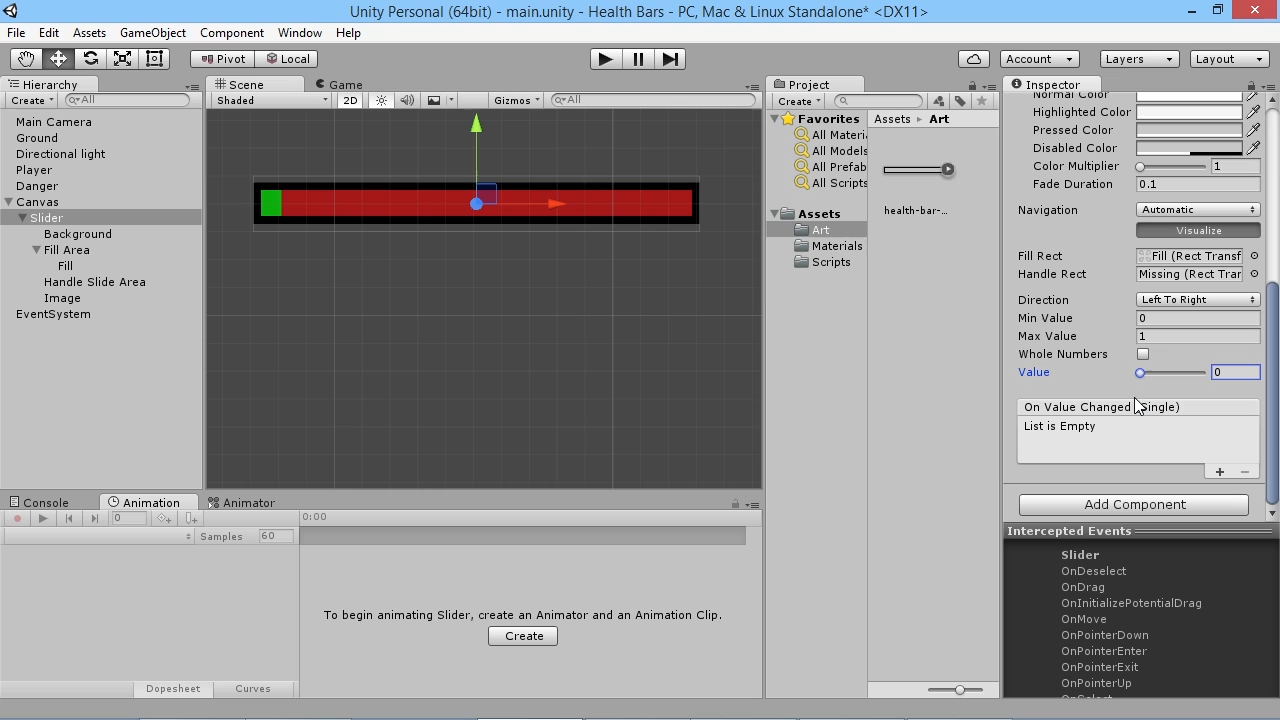 Unity Personal (64bit) - main.unity - Health Bars - PC, Mac & Linux Standalone* <DX11>
File Edit Assets GameObject Component Window Help
Pivot Local Account Layers Layout
Hierarchy
Create All
Main Camera
Ground
Directional light
Player
Danger
Canvas
Slider
Background
Fill Area
Fill
Handle Slide Area
Image
EventSystem
Scene Game
Shaded 2D Gizmos All
Project
Create
Favorites
All Materi
All Models
All Prefab
All Scripts
Assets
Art
Materials
Scripts
Assets Art
health-bar-...
Inspector
Normal Color
Highlighted Color
Pressed Color
Disabled Color
Color Multiplier 1
Fade Duration 0.1
Navigation Automatic
Visualize
Fill Rect Fill (Rect Transf
Handle Rect Missing (Rect Tran
Direction Left To Right
Min Value 0
Max Value 1
Whole Numbers
Value 0
On Value Changed Single)
List is Empty
Add Component
Intercepted Events
Slider
OnDeselect
OnDrag
OnInitializePotentialDrag
OnMove
OnPointerDown
OnPointerEnter
OnPointerExit
OnPointerUp
OnSelect
Console Animation Animator
0 0:00
Samples 60
To begin animating Slider, create an Animator and an Animation Clip.
Create
Dopesheet Curves